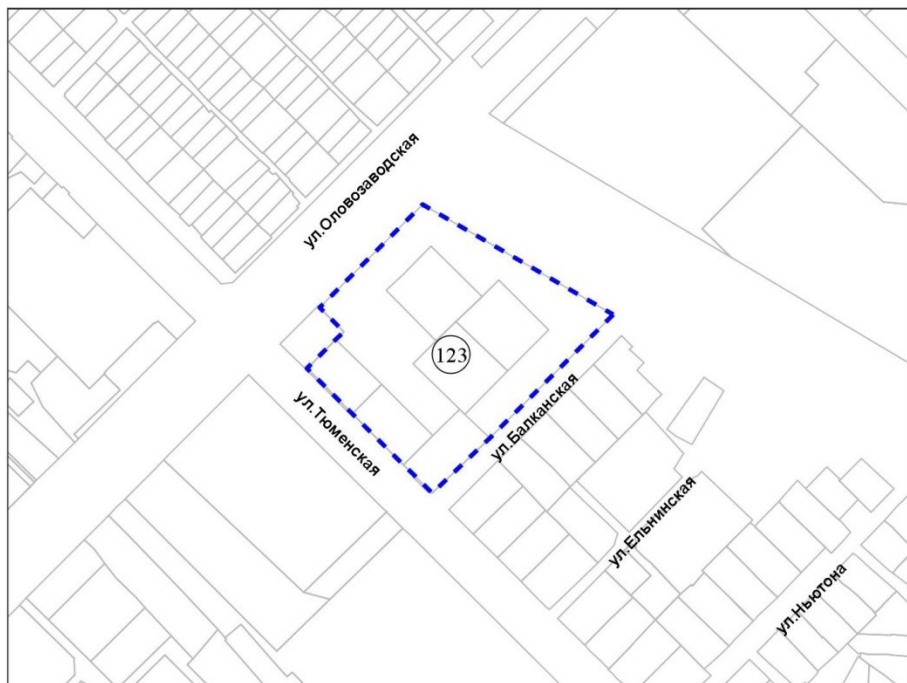 ул.Оловозаводская
123
ул.Тюменская
ул.Балканская
ул.Ельнинская
ул.Ньютона